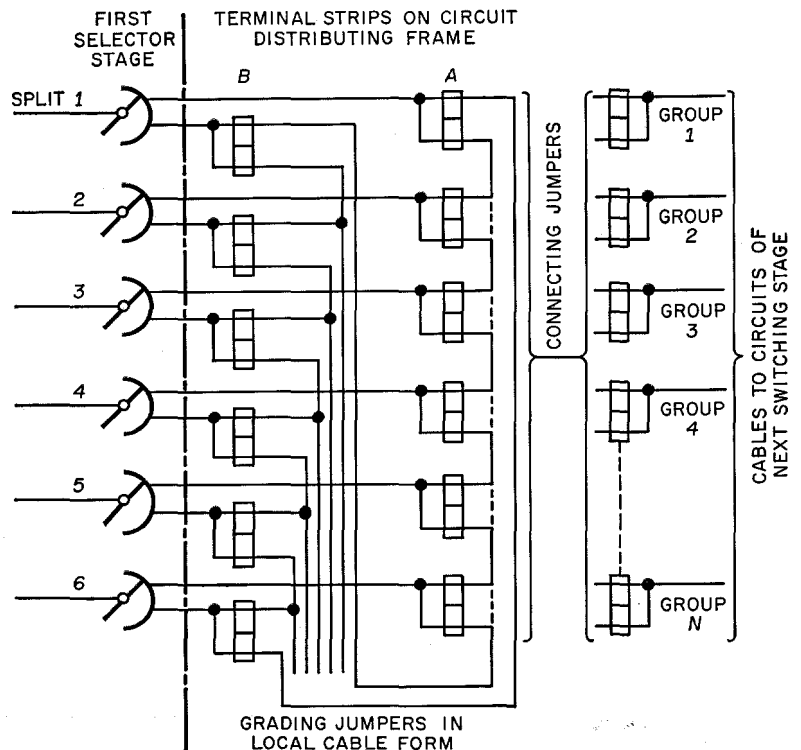 FIRST
SELECTOR
STAGE
TERMINAL STRIPS ON CIRCUIT
DISTRIBUTING FRAME
B
A
SPLIT 1
2
3
4
5
6
CONNECTING JUMPERS
GROUP
1
GROUP
2
GROUP
3
GROUP
4
GROUP
N
CABLES TO CIRCUITS OF
NEXT SWITCHING STAGE
GRADING JUMPERS IN
LOCAL CABLE FORM